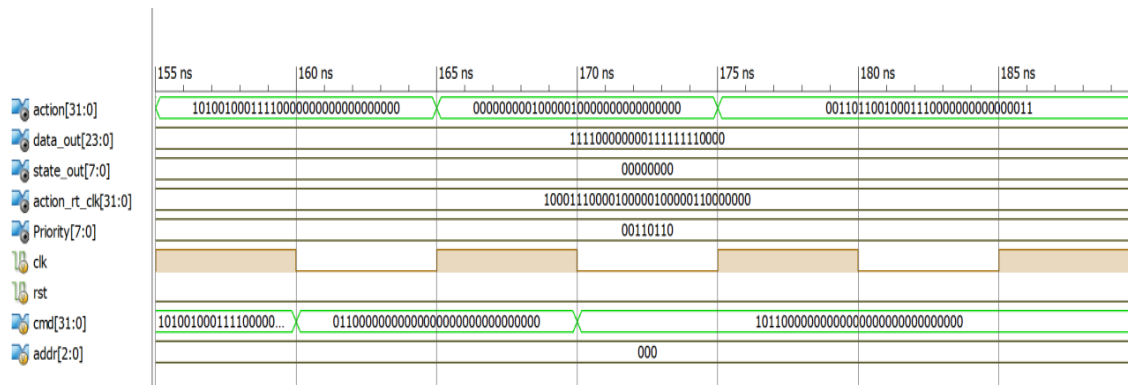 155 ns 160 ns 165 ns 170 ns 175 ns 180 ns 185 ns
action[31:0] 10100100011110000000000000000000 00000000010000010000000000000000 00110110010001110000000000000011
data_out[23:0] 111100000000111111110000
state_out[7:0] 00000000
action_rt_clk[31:0] 10001110000100000100000110000000
Priority[7:0] 00110110
clk
rst
cmd[31:0] 101001000111100000... 01100000000000000000000000000000 10110000000000000000000000000000
addr[2:0] 000